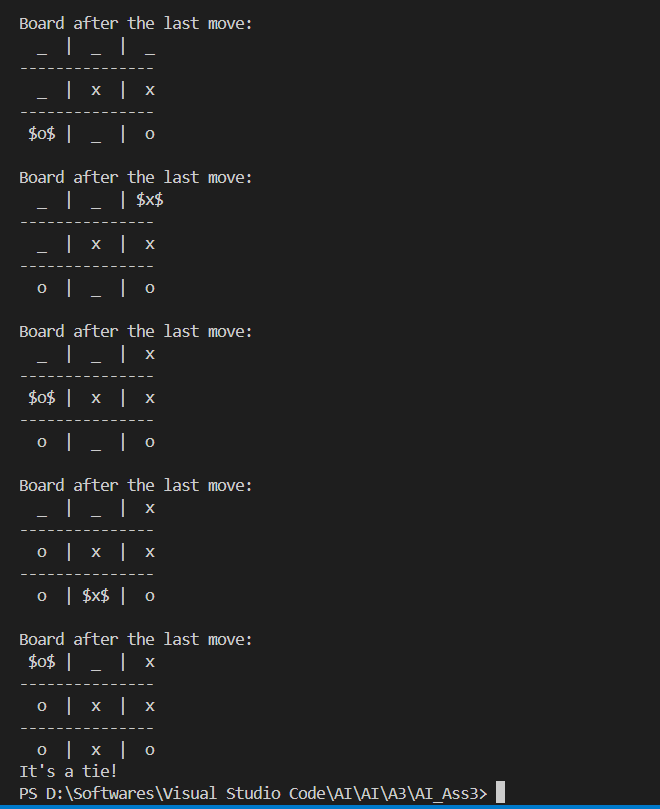 Board after the last move:
  _  |  _  |  _
---------------
  _  |  x  |  x
---------------
 $o$ |  _  |  o

Board after the last move:
  _  |  _  | $x$
---------------
  _  |  x  |  x
---------------
  o  |  _  |  o

Board after the last move:
  _  |  _  |  x
---------------
 $o$ |  x  |  x
---------------
  o  |  _  |  o

Board after the last move:
  _  |  _  |  x
---------------
  o  |  x  |  x
---------------
  o  | $x$ |  o

Board after the last move:
 $o$ |  _  |  x
---------------
  o  |  x  |  x
---------------
  o  |  x  |  o
It's a tie!
PS D:\Softwares\Visual Studio Code\AI\AI\A3\AI_Ass3>